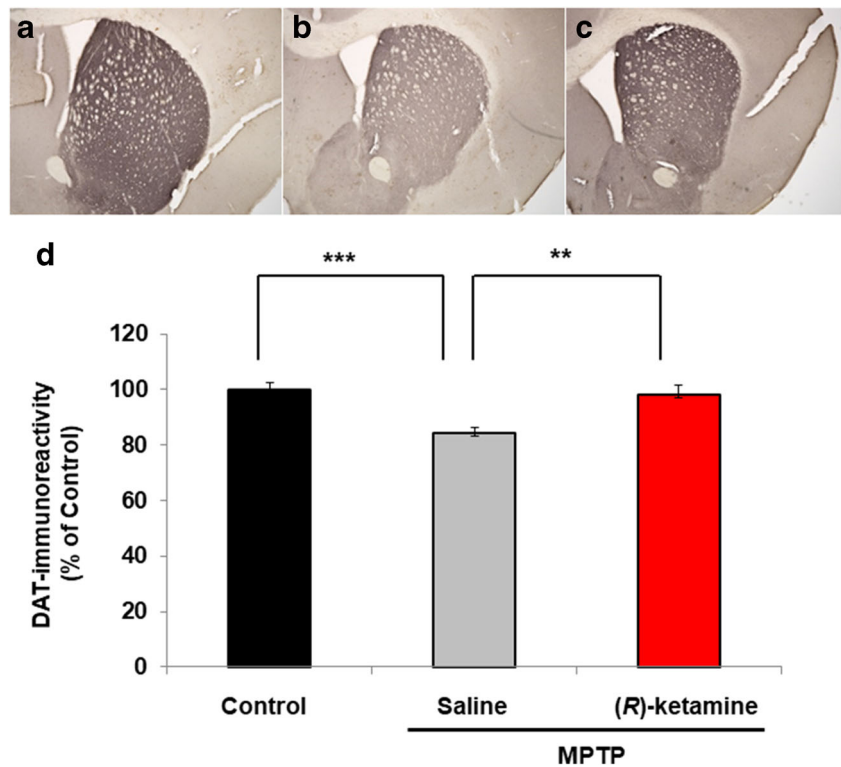 a
b
c
d
***
**
120
100
80
60
40
20
0
DAT-immunoreactivity
(% of Control)
Control
Saline
(R)-ketamine
MPTP